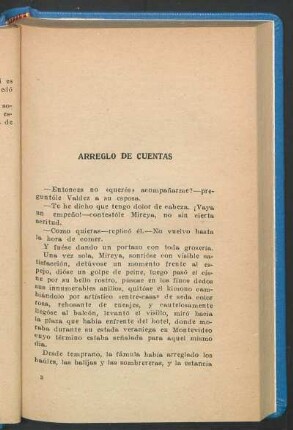 ARREGLO DE CUENTAS
—Entonces no querés acompañarme?—pre-
guntóle Valdez a su esposa.
—Te he dicho que tengo dolor de cabeza. ¡Vaya
un empeño!—contestóle Mireya, no sin cierta
acritud.
—Como quieras—replicó él.—No vuelvo hasta
la hora de comer.
Y fuése dando un portazo con bala grosería.
Una vez sola, Mireya, sonrióse con visible sa-
tisfacción, detúvose un momento frente al es-
pejo, dióse un golpe de peine, luego pasó el cis-
ne por su bello rostro, posose en los finos dedos
sus innumerables anillos, quitóse el kimono cam-
biándolo por artístico entre-casa de seda color
rosa, rebosante de encajes, y cautelosamente
llegóse al balcón, levantó el visillo, miró hacia
la plaza que había enfrente del hotel, donde mo-
raba durante su estada veraniega en Montevideo
cuyo término estaba señalada para aquel mismo
día.
Desde temprano, la fámula había arreglado los
baúles, las balijas y las sombrereras, y la estancia